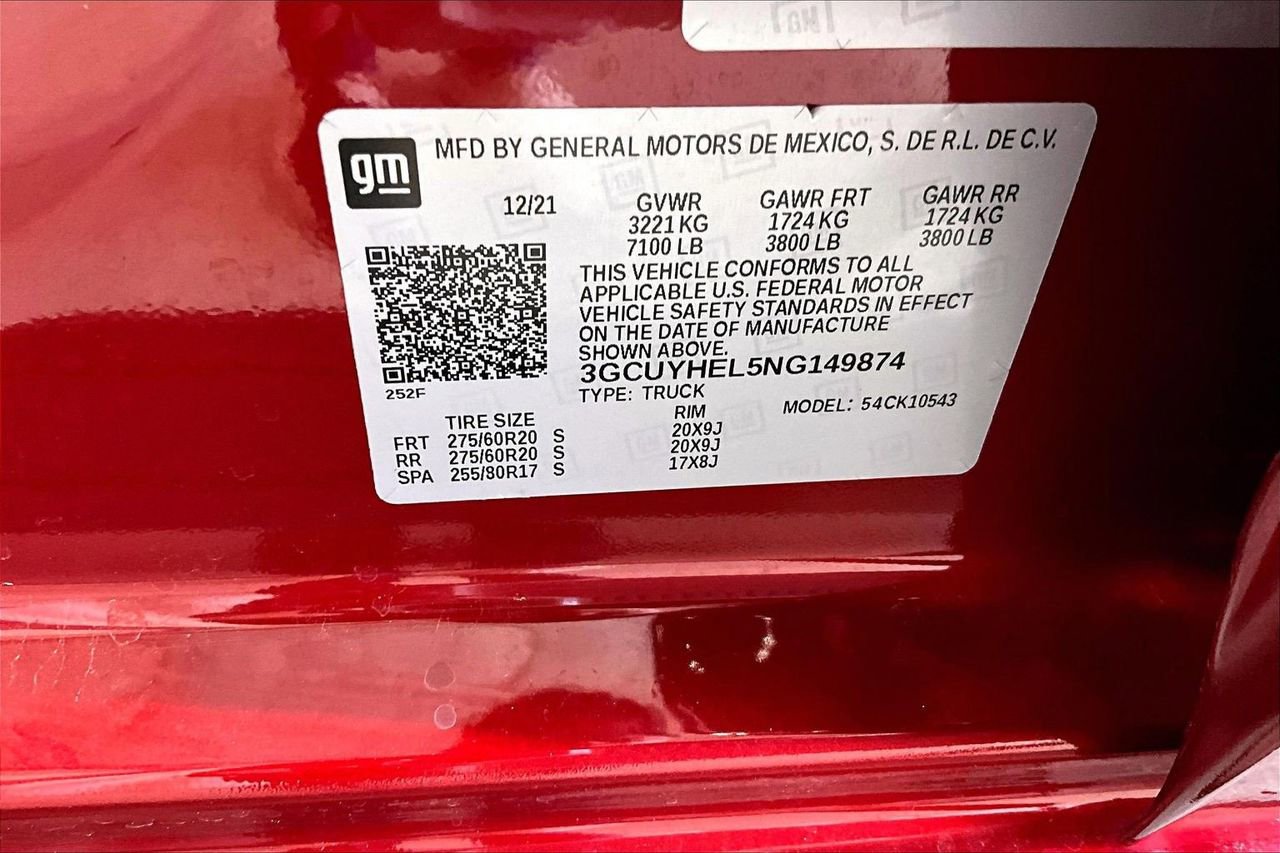 gm
MFD BY GENERAL MOTORS DE MEXICO, S. DE R.L. DE C.V.
12/21 GVWR GAWR FRT GAWR RR
3221 KG 1724 KG 1724 KG
7100 LB 3800 LB 3800 LB
THIS VEHICLE CONFORMS TO ALL
APPLICABLE U.S. FEDERAL MOTOR
VEHICLE SAFETY STANDARDS IN EFFECT
ON THE DATE OF MANUFACTURE
SHOWN ABOVE.
3GCUYHEL5NG149874
252F
TYPE: TRUCK MODEL: 54CK10543
TIRE SIZE RIM
FRT 275/60R20 S 20X9J
RR 275/60R20 S 20X9J
SPA 255/80R17 S 17X8J